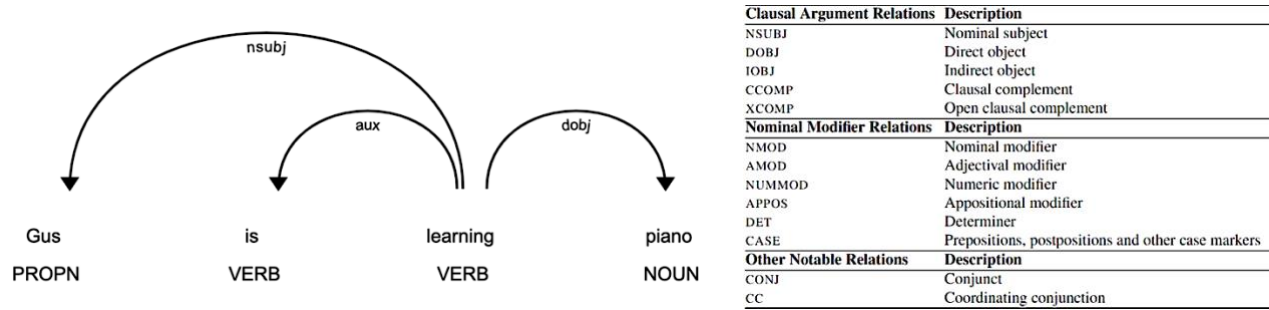 nsubj
aux
dobj
Gus is learning piano
PROPN VERB VERB NOUN
Clausal Argument Relations Description
NSUBJ Nominal subject
DOBJ Direct object
IOBJ Indirect object
CCOMP Clausal complement
XCOMP Open clausal complement
Nominal Modifier Relations Description
NMOD Nominal modifier
AMOD Adjectival modifier
NUMMOD Numeric modifier
APPOS Appositional modifier
DET Determiner
CASE Prepositions, postpositions and other case markers
Other Notable Relations Description
CONJ Conjunct
CC Coordinating conjunction